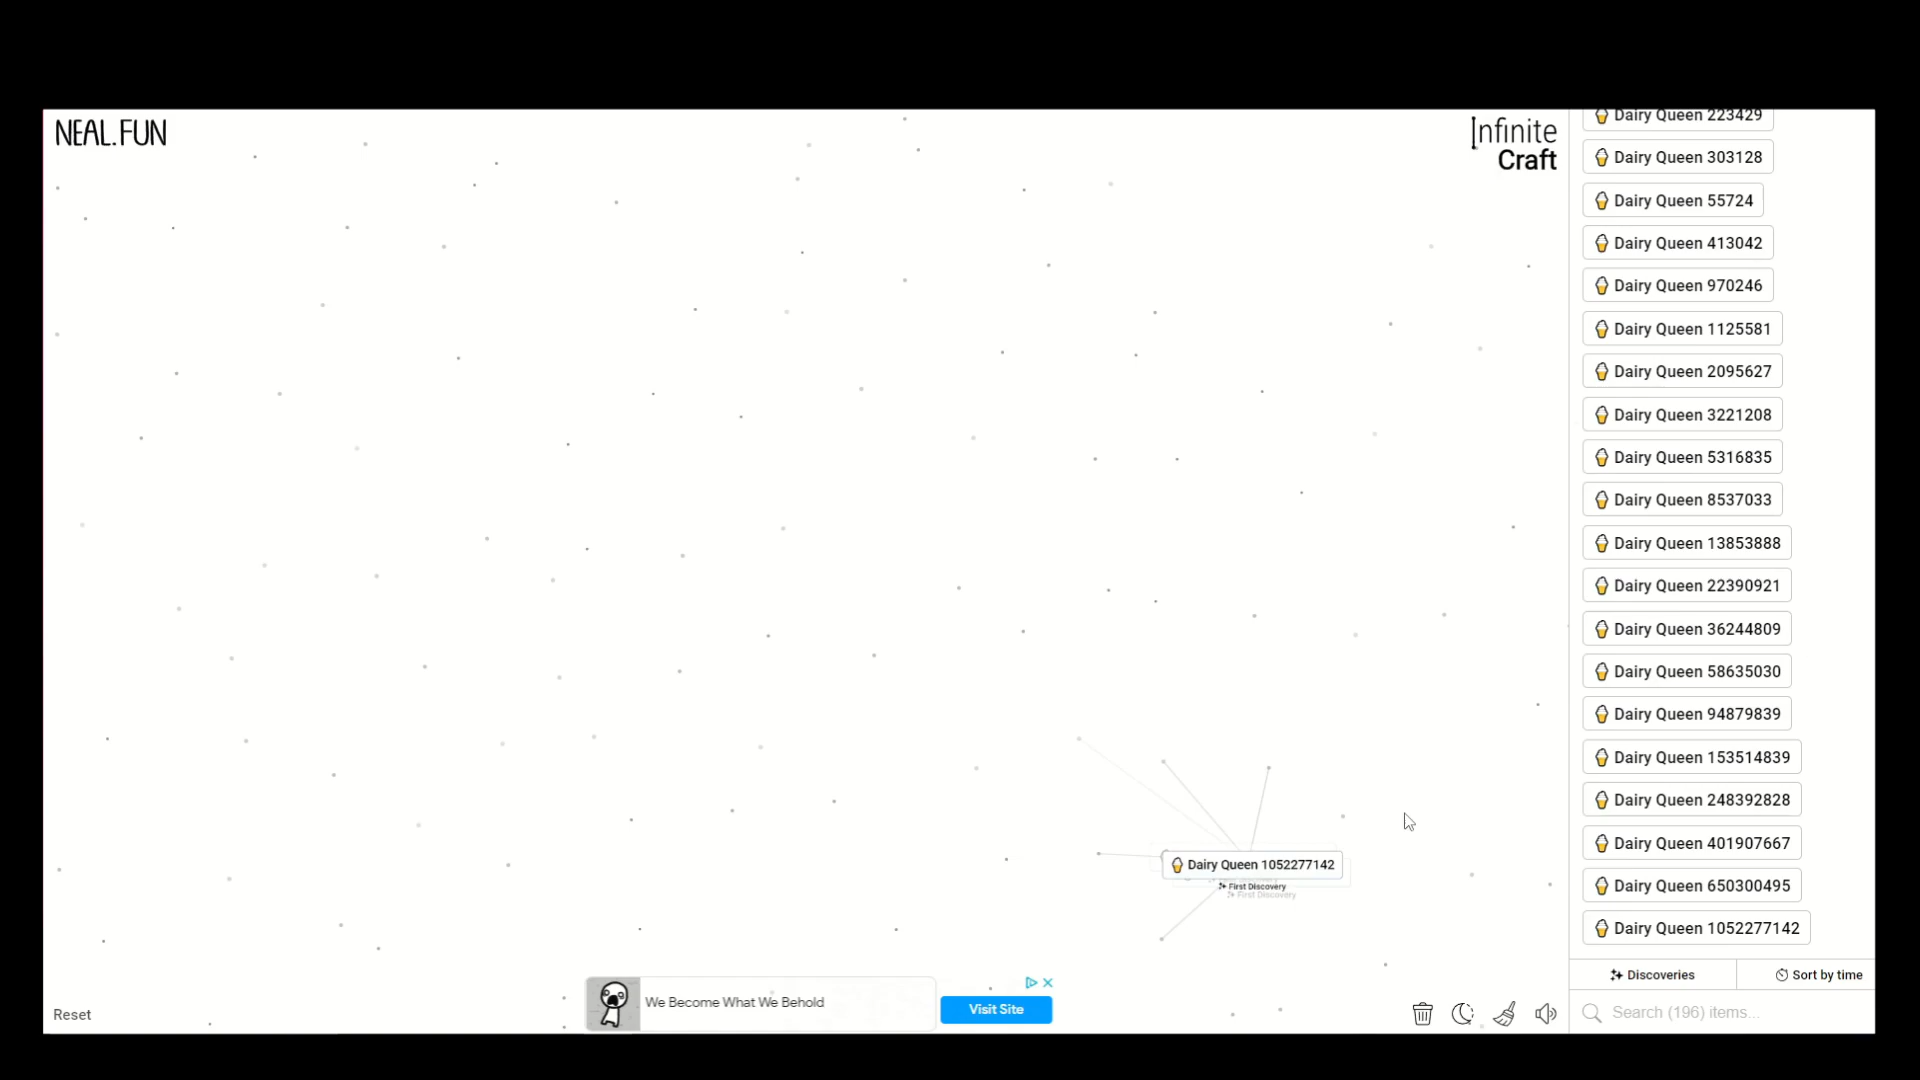 NEAL.FUN
Infinite
Craft
Dairy Queen 223429
Dairy Queen 303128
Dairy Queen 55724
Dairy Queen 413042
Dairy Queen 970246
Dairy Queen 1125581
Dairy Queen 2095627
Dairy Queen 3221208
Dairy Queen 5316835
Dairy Queen 8537033
Dairy Queen 13853888
Dairy Queen 22390921
Dairy Queen 36244809
Dairy Queen 58635030
Dairy Queen 94879839
Dairy Queen 153514839
Dairy Queen 248392828
Dairy Queen 401907667
Dairy Queen 650300495
Dairy Queen 1052277142
Dairy Queen 1052277142
First Discovery
First Discovery
Discoveries
Sort by time
We Become What We Behold
Visit Site
Reset
Search (196) items...